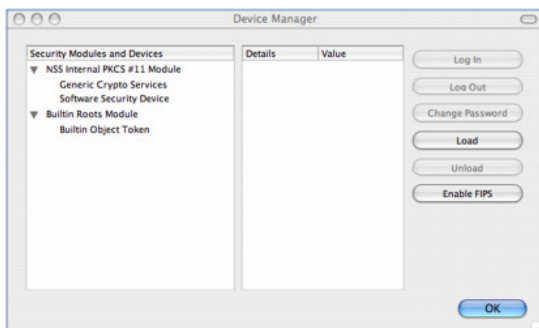 Device Manager
Security Modules and Devices
NSS Internal PKCS #11 Module
Generic Crypto Services
Software Security Device
Builtin Roots Module
Builtin Object Token
Details Value
Log In
Log Out
Change Password
Load
Unload
Enable FIPS
OK